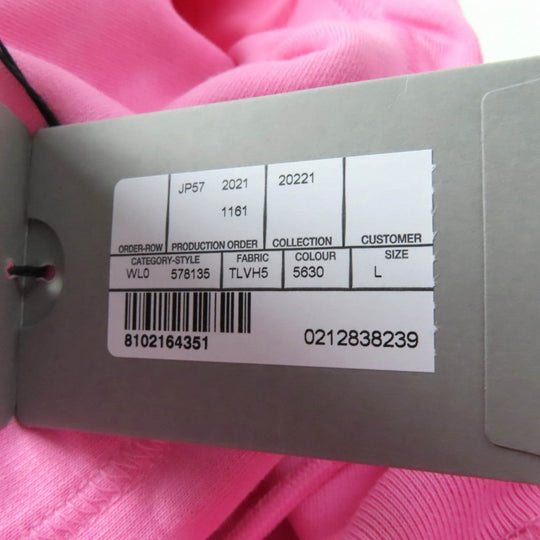 JP57 2021 20221
1161
ORDER-ROW PRODUCTION ORDER COLLECTION CUSTOMER
CATEGORY-STYLE FABRIC COLOUR SIZE
WL0 578135 TLVH5 5630 L
8102164351 0212838239